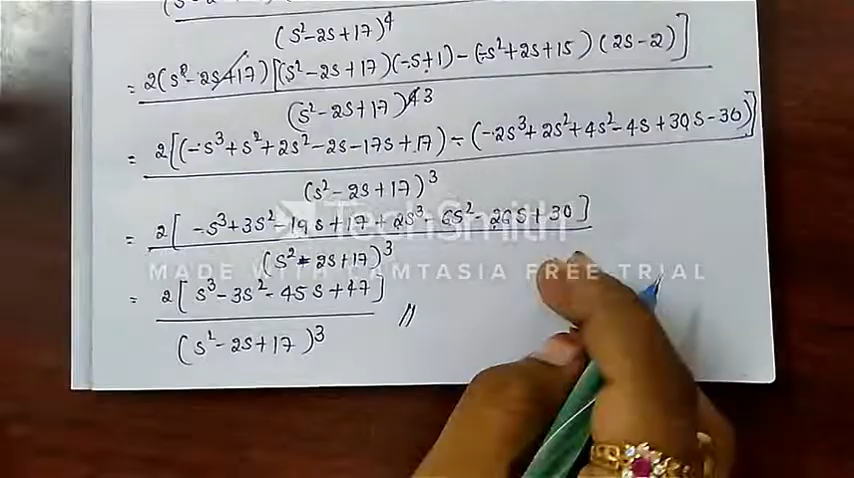 (s²-2s+17)⁴
= 2(s²-2s+17)[(s²-2s+17)(-s+1)-(-s²+2s+15)(2s-2)]
(s²-2s+17)⁴ 3
= 2[(-s³+s²+2s²-2s-17s+17)-(-2s³+2s²+4s²-4s+30s-30)]
(s²-2s+17)³
= 2[-s³+3s²-19s+17+2s³-6s²-26s+30]
(s²-2s+17)³
TechSmith
MADE WITH CAMTASIA FREE TRIAL
= 2[s³-3s²-45s+47]
(s²-2s+17)³ //